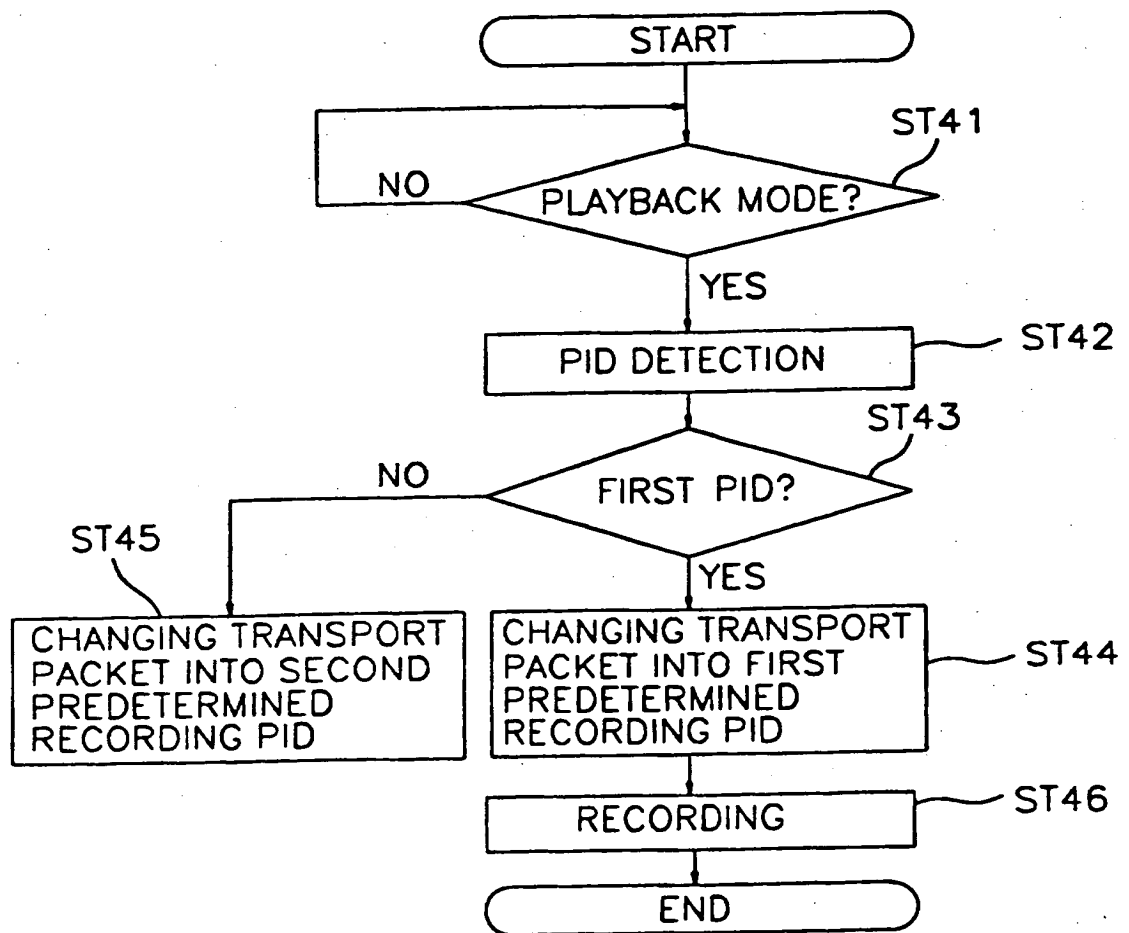 START
ST41
NO
PLAYBACK MODE?
YES
PID DETECTION
ST42
ST43
NO
FIRST PID?
ST45
YES
CHANGING TRANSPORT
PACKET INTO SECOND
PREDETERMINED
RECORDING PID
CHANGING TRANSPORT
PACKET INTO FIRST
PREDETERMINED
RECORDING PID
ST44
RECORDING
ST46
END